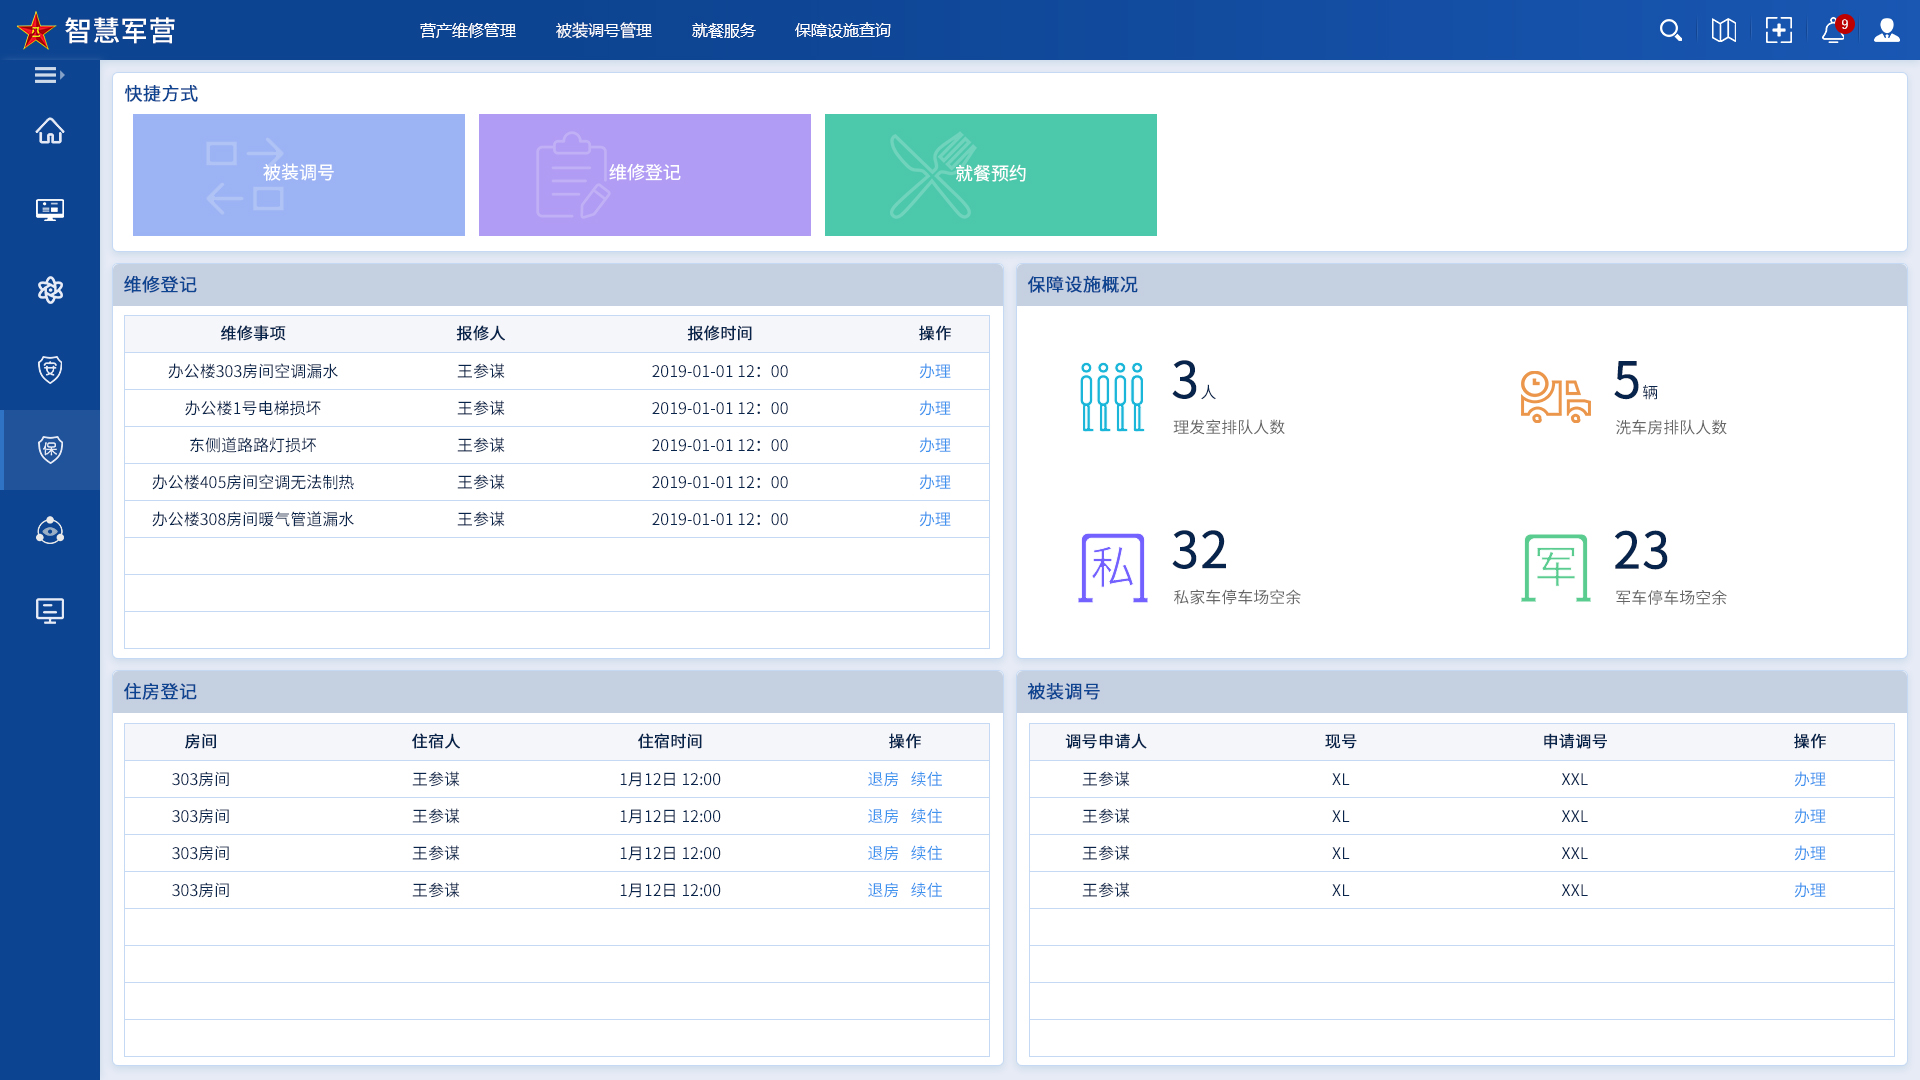 智慧军营
营产维修管理 被装调号管理 就餐服务 保障设施查询
9
安
保
快捷方式
被装调号 维修登记 就餐预约
维修登记
维修事项 报修人 报修时间 操作
办公楼303房间空调漏水 王参谋 2019-01-01 12：00 办理
办公楼1号电梯损坏 王参谋 2019-01-01 12：00 办理
东侧道路路灯损坏 王参谋 2019-01-01 12：00 办理
办公楼405房间空调无法制热 王参谋 2019-01-01 12：00 办理
办公楼308房间暖气管道漏水 王参谋 2019-01-01 12：00 办理
保障设施概况
3人
理发室排队人数
5辆
洗车房排队人数
私
32
私家车停车场空余
军
23
军车停车场空余
住房登记
房间 住宿人 住宿时间 操作
303房间 王参谋 1月12日 12:00 退房 续住
303房间 王参谋 1月12日 12:00 退房 续住
303房间 王参谋 1月12日 12:00 退房 续住
303房间 王参谋 1月12日 12:00 退房 续住
被装调号
调号申请人 现号 申请调号 操作
王参谋 XL XXL 办理
王参谋 XL XXL 办理
王参谋 XL XXL 办理
王参谋 XL XXL 办理